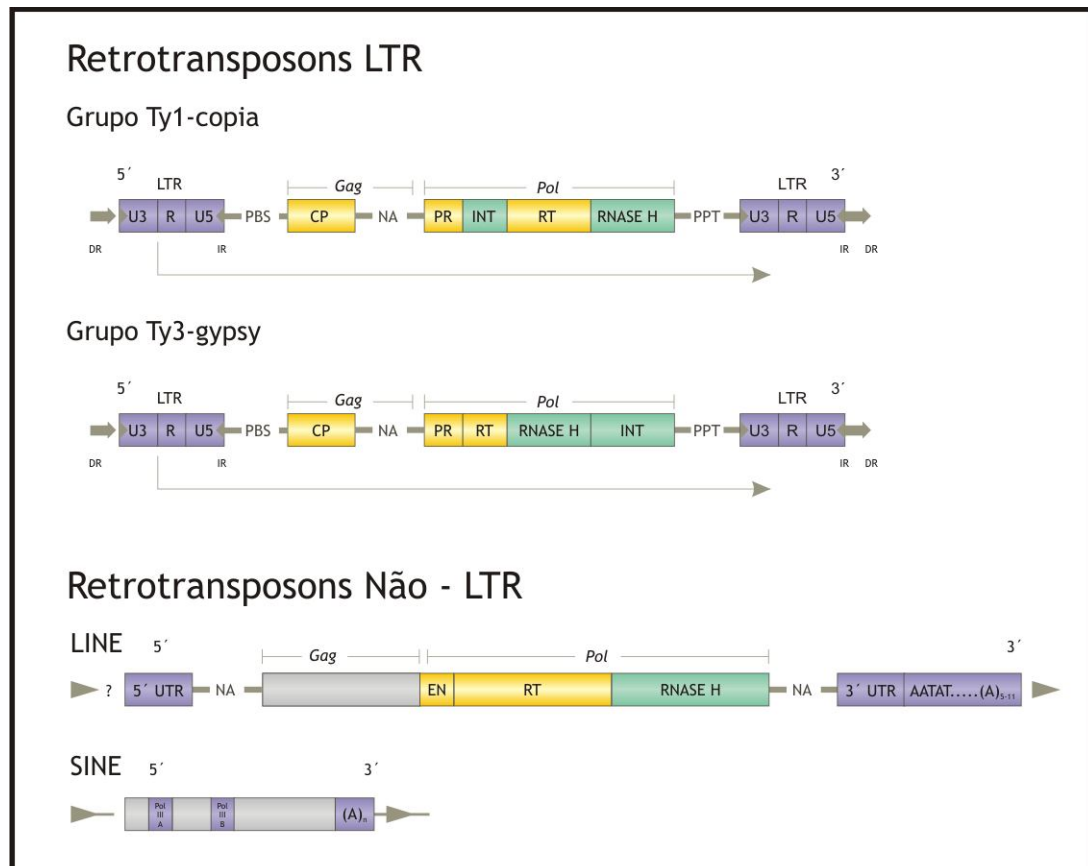 Retrotransposons LTR
Grupo Ty1-copia
5´ 3´
LTR Gag Pol LTR
U3 R U5 PBS CP NA PR INT RT RNASE H PPT U3 R U5
DR IR IR DR
Grupo Ty3-gypsy
5´ 3´
LTR Gag Pol LTR
U3 R U5 PBS CP NA PR RT RNASE H INT PPT U3 R U5
DR IR IR DR
Retrotransposons Não - LTR
LINE 5´ 3´
Gag Pol
? 5´ UTR NA EN RT RNASE H NA 3´ UTR AATAT.....(A)5-11
SINE 5´ 3´
Pol III A Pol III B (A)n